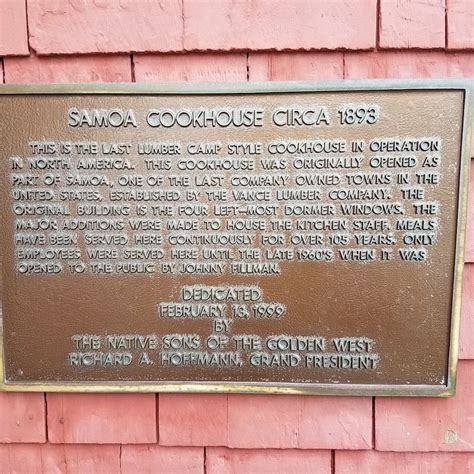 SAMOA COOKHOUSE CIRCA 1893
THIS IS THE LAST LUMBER CAMP STYLE COOKHOUSE IN OPERATION
IN NORTH AMERICA. THIS COOKHOUSE WAS ORIGINALLY OPENED AS
PART OF SAMOA, ONE OF THE LAST COMPANY OWNED TOWNS IN THE
UNITED STATES, ESTABLISHED BY THE VANCE LUMBER COMPANY. THE
ORIGINAL BUILDING IS THE FOUR LEFT-MOST DORMER WINDOWS. THE
MAJOR ADDITIONS WERE MADE TO HOUSE THE KITCHEN STAFF. MEALS
HAVE BEEN SERVED HERE CONTINUOUSLY FOR OVER 105 YEARS. ONLY
EMPLOYEES WERE SERVED HERE UNTIL THE LATE 1960'S WHEN IT WAS
OPENED TO THE PUBLIC BY JOHNNY FILLMAN.
DEDICATED
FEBRUARY 13, 1999
BY
THE NATIVE SONS OF THE GOLDEN WEST
RICHARD A. HOFFMANN, GRAND PRESIDENT